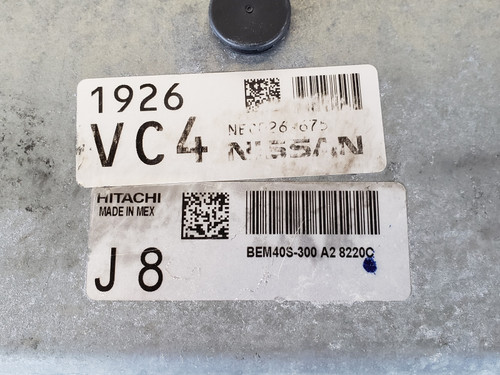 1926
VC4
NISSAN
HITACHI
MADE IN MEX
J 8
BEM40S-300 A2 8220C